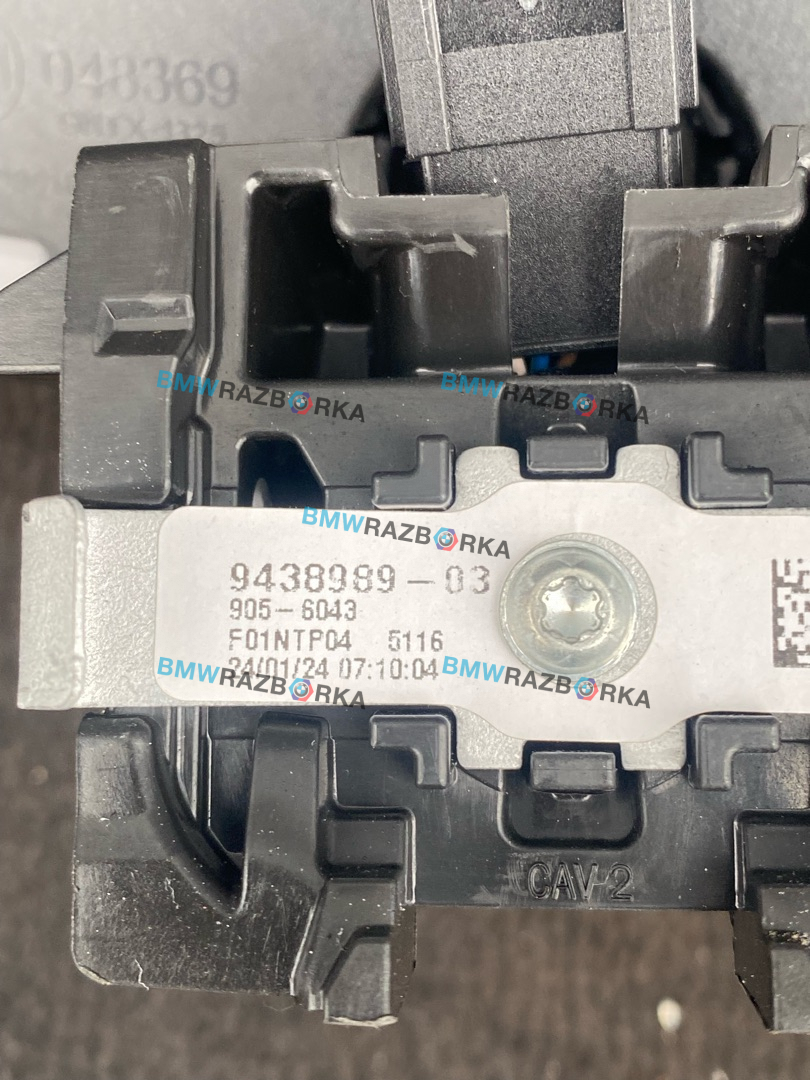 048369
BMWRAZBORKA BMWRAZBORKA
BMWRAZBORKA
9438989-03
905-6043
F01NTP04 5116
24/01/24 07:10:04
BMWRAZBORKA BMWRAZBORKA
CAV 2